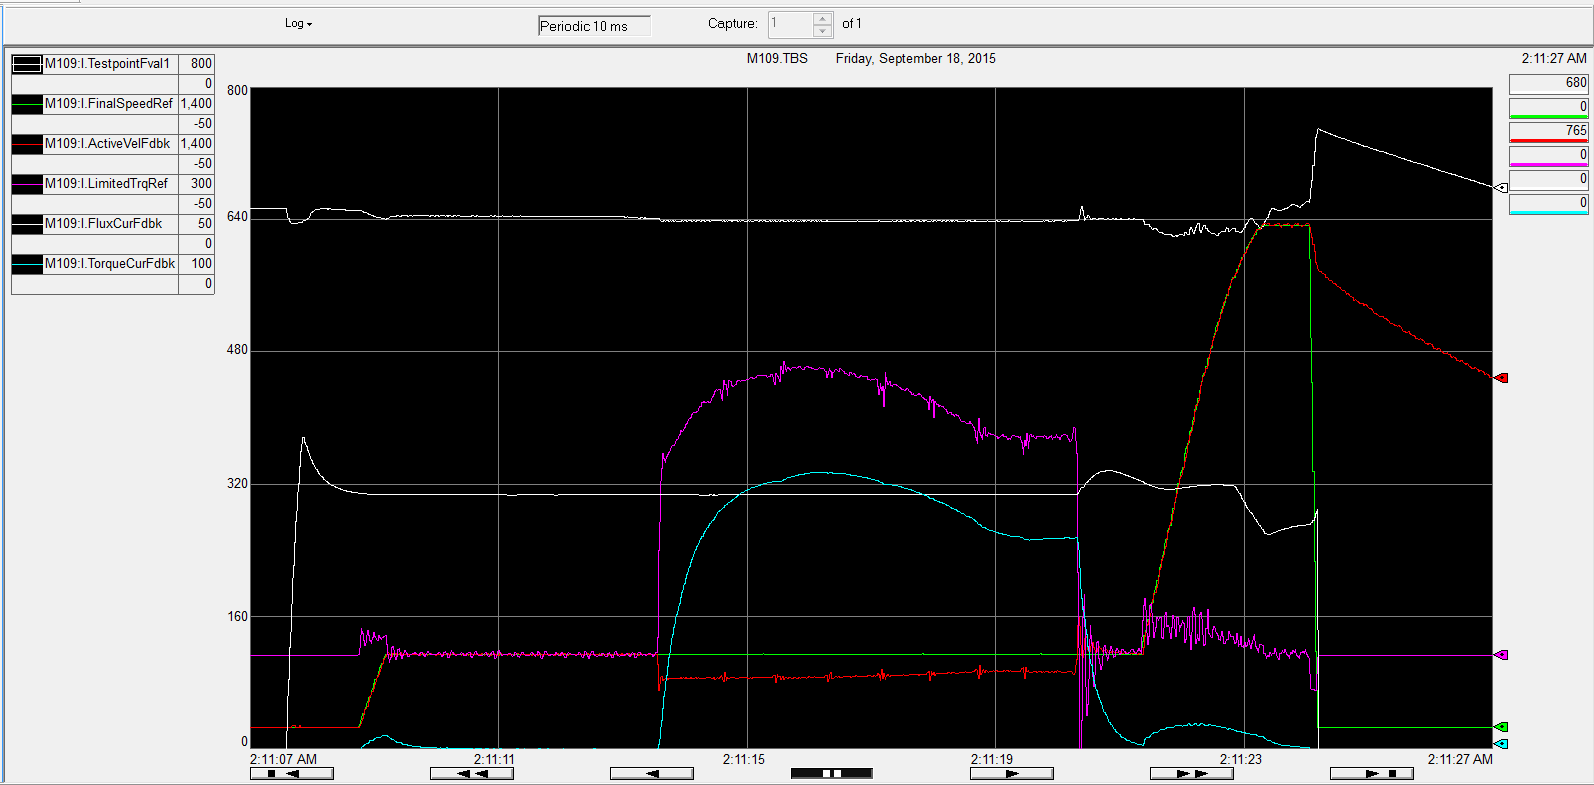 Log
Periodic 10 ms
Capture: 1 of 1
M109.TBS Friday, September 18, 2015 2:11:27 AM
M109:I.TestpointFval1 800
0
M109:I.FinalSpeedRef 1,400
-50
M109:I.ActiveVelFdbk 1,400
-50
M109:I.LimitedTrqRef 300
-50
M109:I.FluxCurFdbk 50
0
M109:I.TorqueCurFdbk 100
0
800
640
480
320
160
0
680
0
765
0
0
0
2:11:07 AM 2:11:11 2:11:15 2:11:19 2:11:23 2:11:27 AM